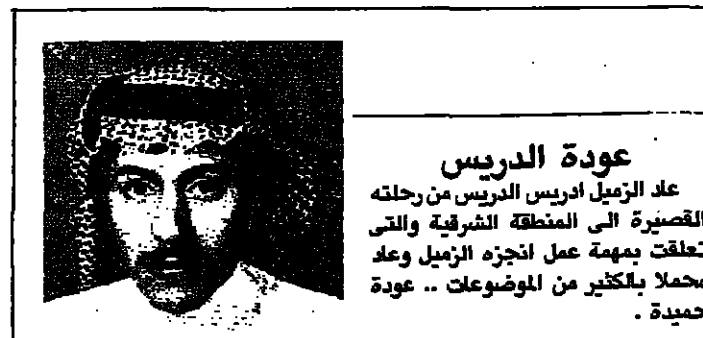 عودة الدريس
عاد الزميل ادريس الدريس من رحلته
القصيرة الى المنطقة الشرقية والتى
تعلقت بمهمة عمل انجزه الزميل وعاد
محملا بالكثير من الموضوعات .. عودة
حميدة .